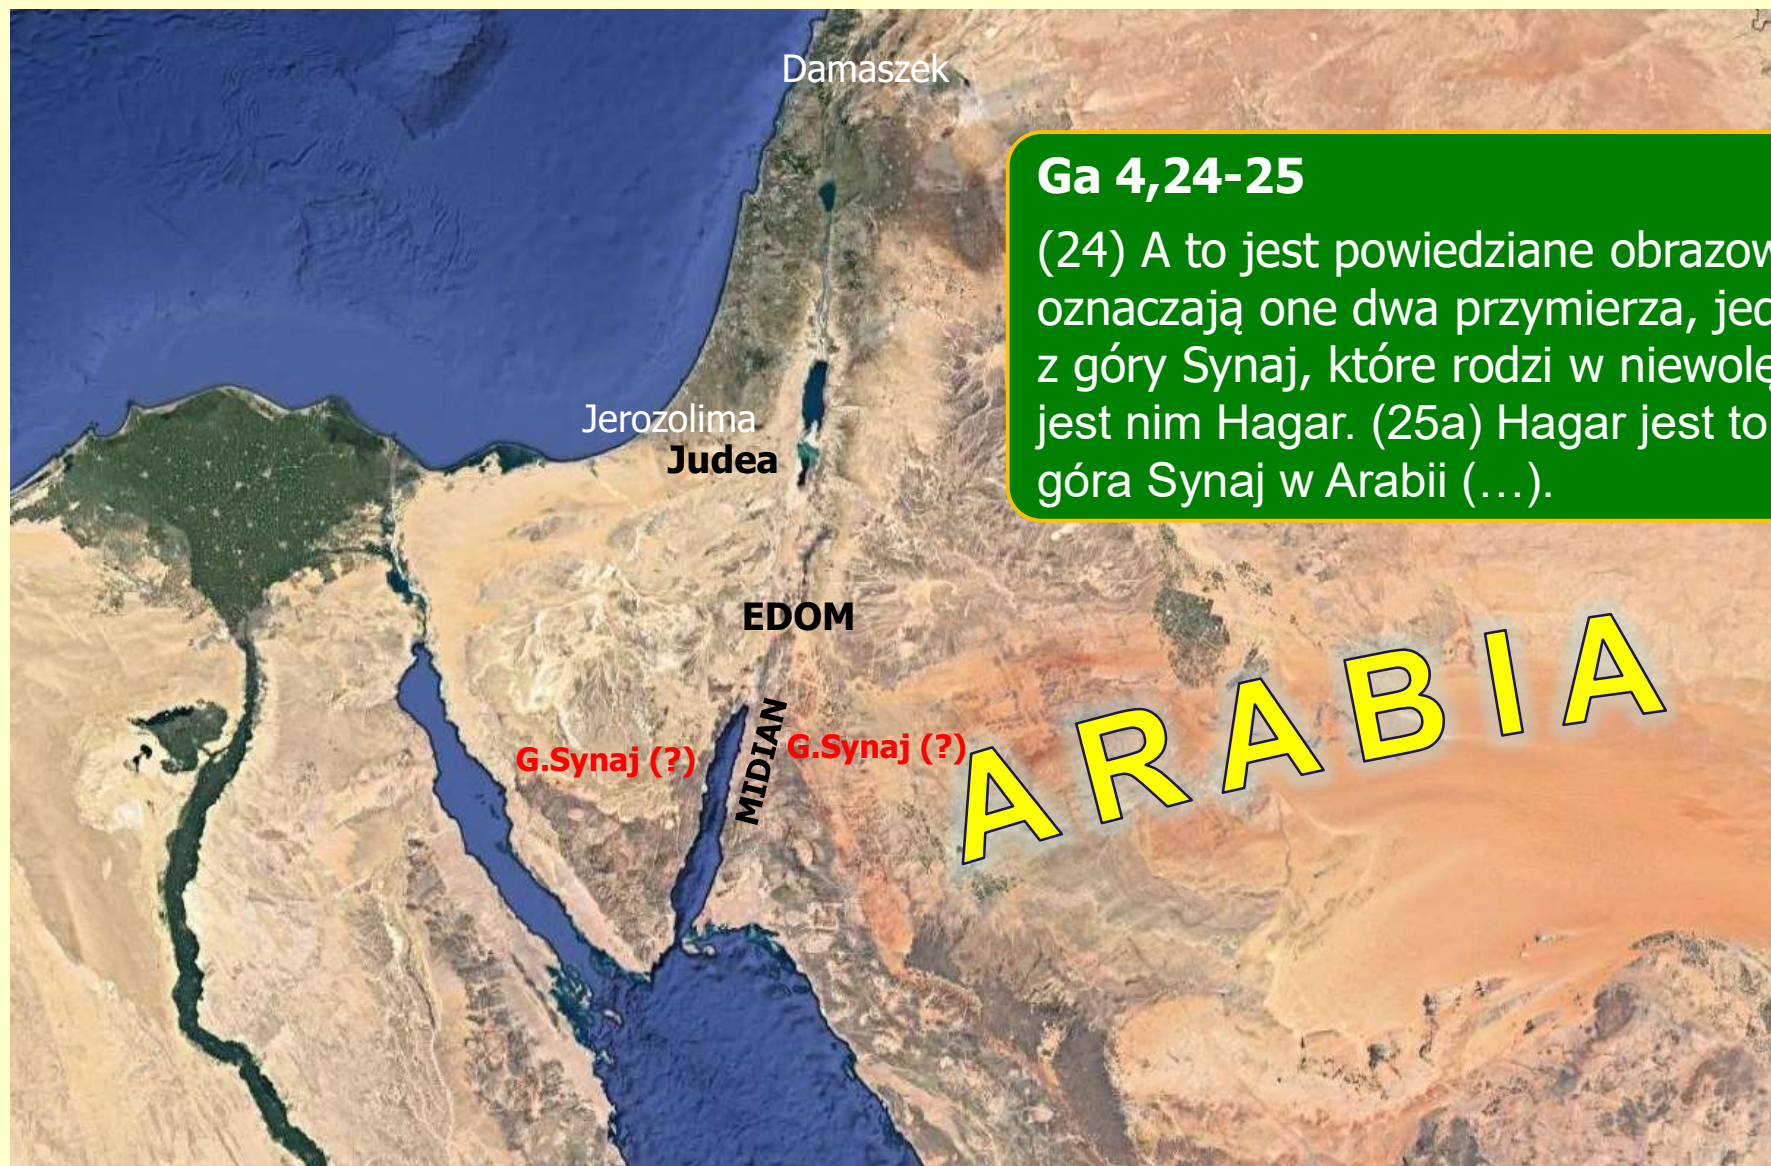 Damaszek
Ga 4,24-25
(24) A to jest powiedziane obrazow
oznaczają one dwa przymierza, jed
z góry Synaj, które rodzi w niewolę
jest nim Hagar. (25a) Hagar jest to
góra Synaj w Arabii (…).
Jerozolima
Judea
EDOM
MIDIAN
G.Synaj (?)
G.Synaj (?)
ARABIA